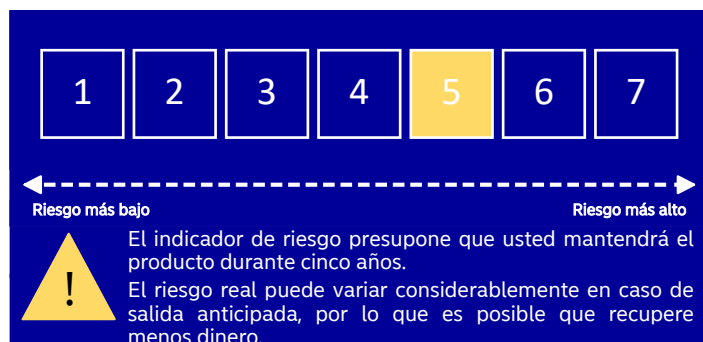 1 2 3 4 5 6 7
Riesgo más bajo Riesgo más alto
El indicador de riesgo presupone que usted mantendrá el
producto durante cinco años.
!
El riesgo real puede variar considerablemente en caso de
salida anticipada, por lo que es posible que recupere
menos dinero.